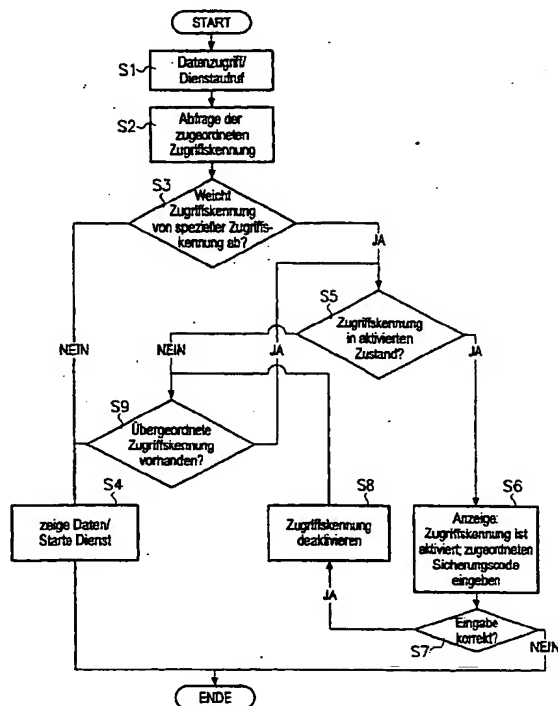 START
S1
Datenzugriff/
Dienstaufruf
S2
Abfrage der
zugeordneten
Zugriffskennung
S3
Weicht
Zugriffskennung
von spezieller Zugriffs-
kennung ab?
JA
S5
Zugriffskennung
in aktivierten
Zustand?
NEIN
NEIN
JA
JA
S9
Übergeordnete
Zugriffskennung
vorhanden?
S4
zeige Daten/
Starte Dienst
S8
Zugriffskennung
deaktivieren
S6
Anzeige:
Zugriffskennung ist
aktiviert; zugeordneten
Sicherungscode
eingeben
JA
Eingabe
korrekt?
S7
NEIN
ENDE